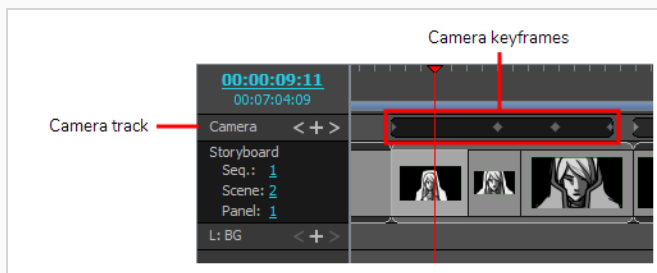 Camera keyframes
00:00:09:11
00:07:04:09
Camera track
Camera < + >
Storyboard
Seq.: 1
Scene: 2
Panel: 1
L: BG < + >